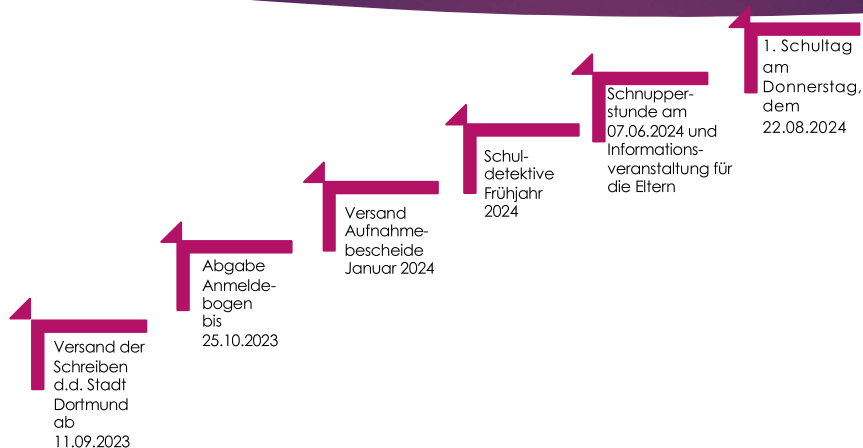 Versand der
Schreiben
d.d. Stadt
Dortmund
ab
11.09.2023
Abgabe
Anmelde-
bogen
bis
25.10.2023
Versand
Aufnahme-
bescheide
Januar 2024
Schul-
detektive
Frühjahr
2024
Schnupper-
stunde am
07.06.2024 und
Informations-
veranstaltung für
die Eltern
1. Schultag
am
Donnerstag,
dem
22.08.2024